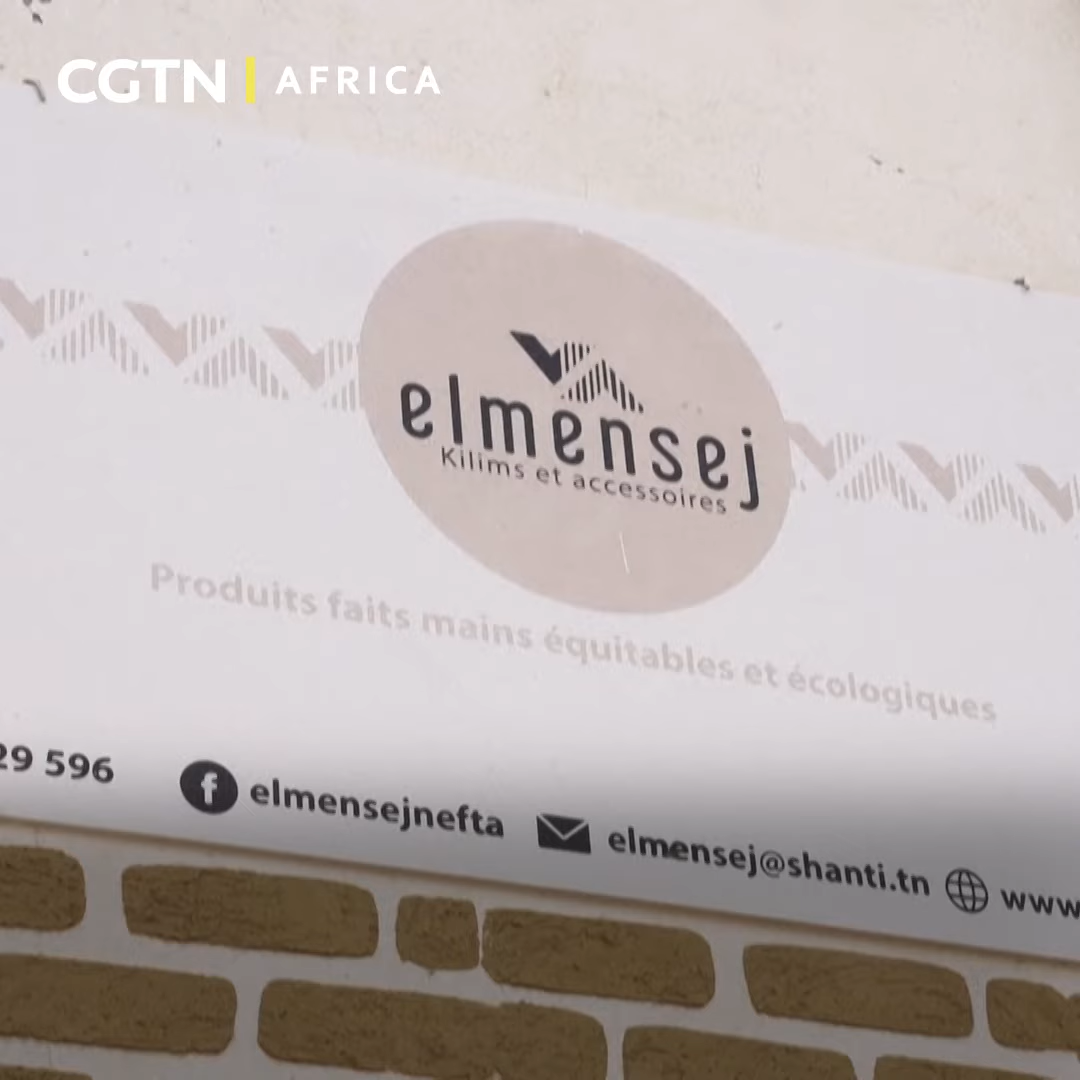 CGTN | AFRICA
elmensej
Kilims et accessoires
Produits faits mains équitables et écologiques
29 596 elmensejnefta elmensej@shanti.tn www